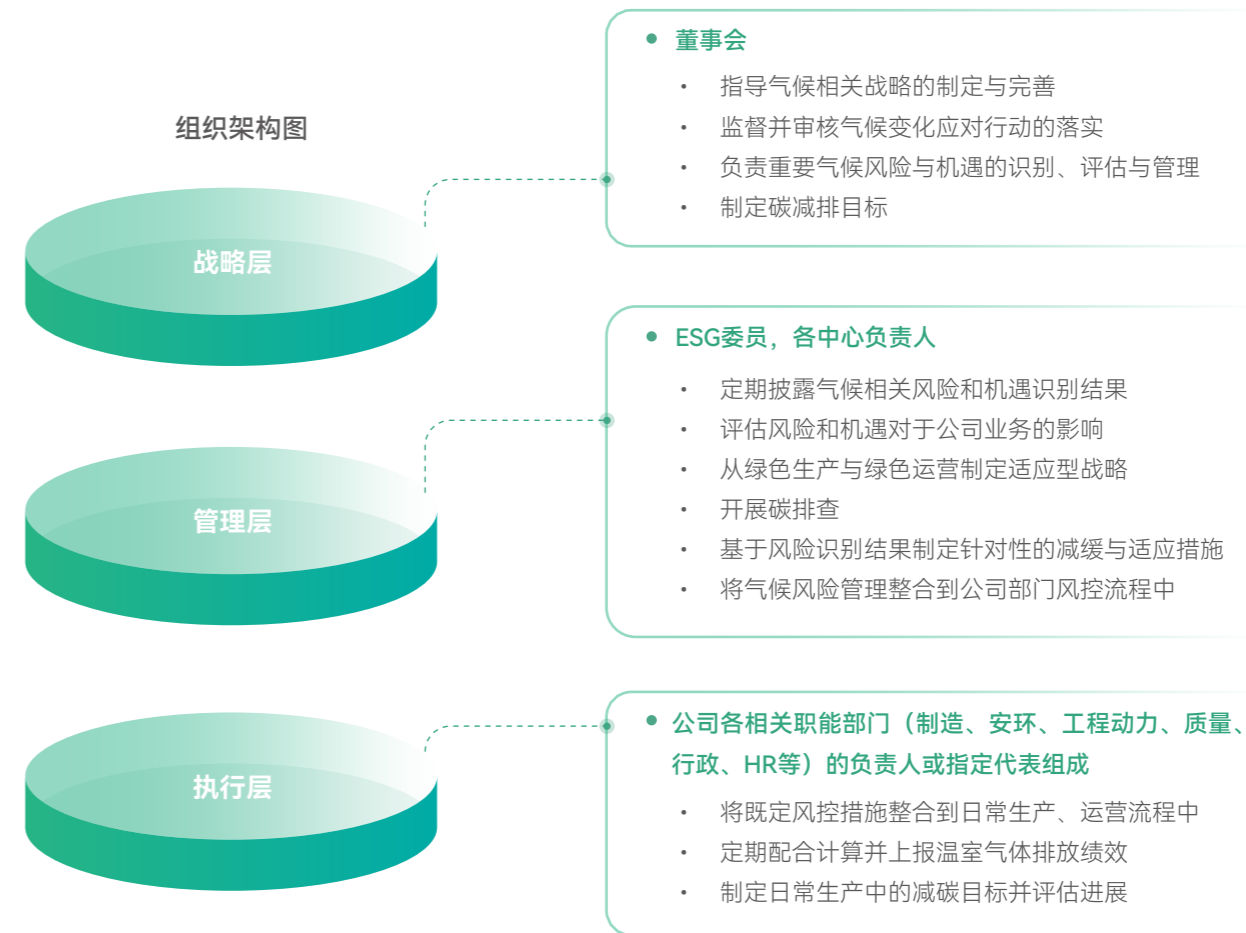 组织架构图
战略层
• 董事会
• 指导气候相关战略的制定与完善
• 监督并审核气候变化应对行动的落实
• 负责重要气候风险与机遇的识别、评估与管理
• 制定碳减排目标
管理层
• ESG委员，各中心负责人
• 定期披露气候相关风险和机遇识别结果
• 评估风险和机遇对于公司业务的影响
• 从绿色生产与绿色运营制定适应型战略
• 开展碳排查
• 基于风险识别结果制定针对性的减缓与适应措施
• 将气候风险管理整合到公司部门风控流程中
执行层
• 公司各相关职能部门（制造、安环、工程动力、质量、
行政、HR等）的负责人或指定代表组成
• 将既定风控措施整合到日常生产、运营流程中
• 定期配合计算并上报温室气体排放绩效
• 制定日常生产中的减碳目标并评估进展